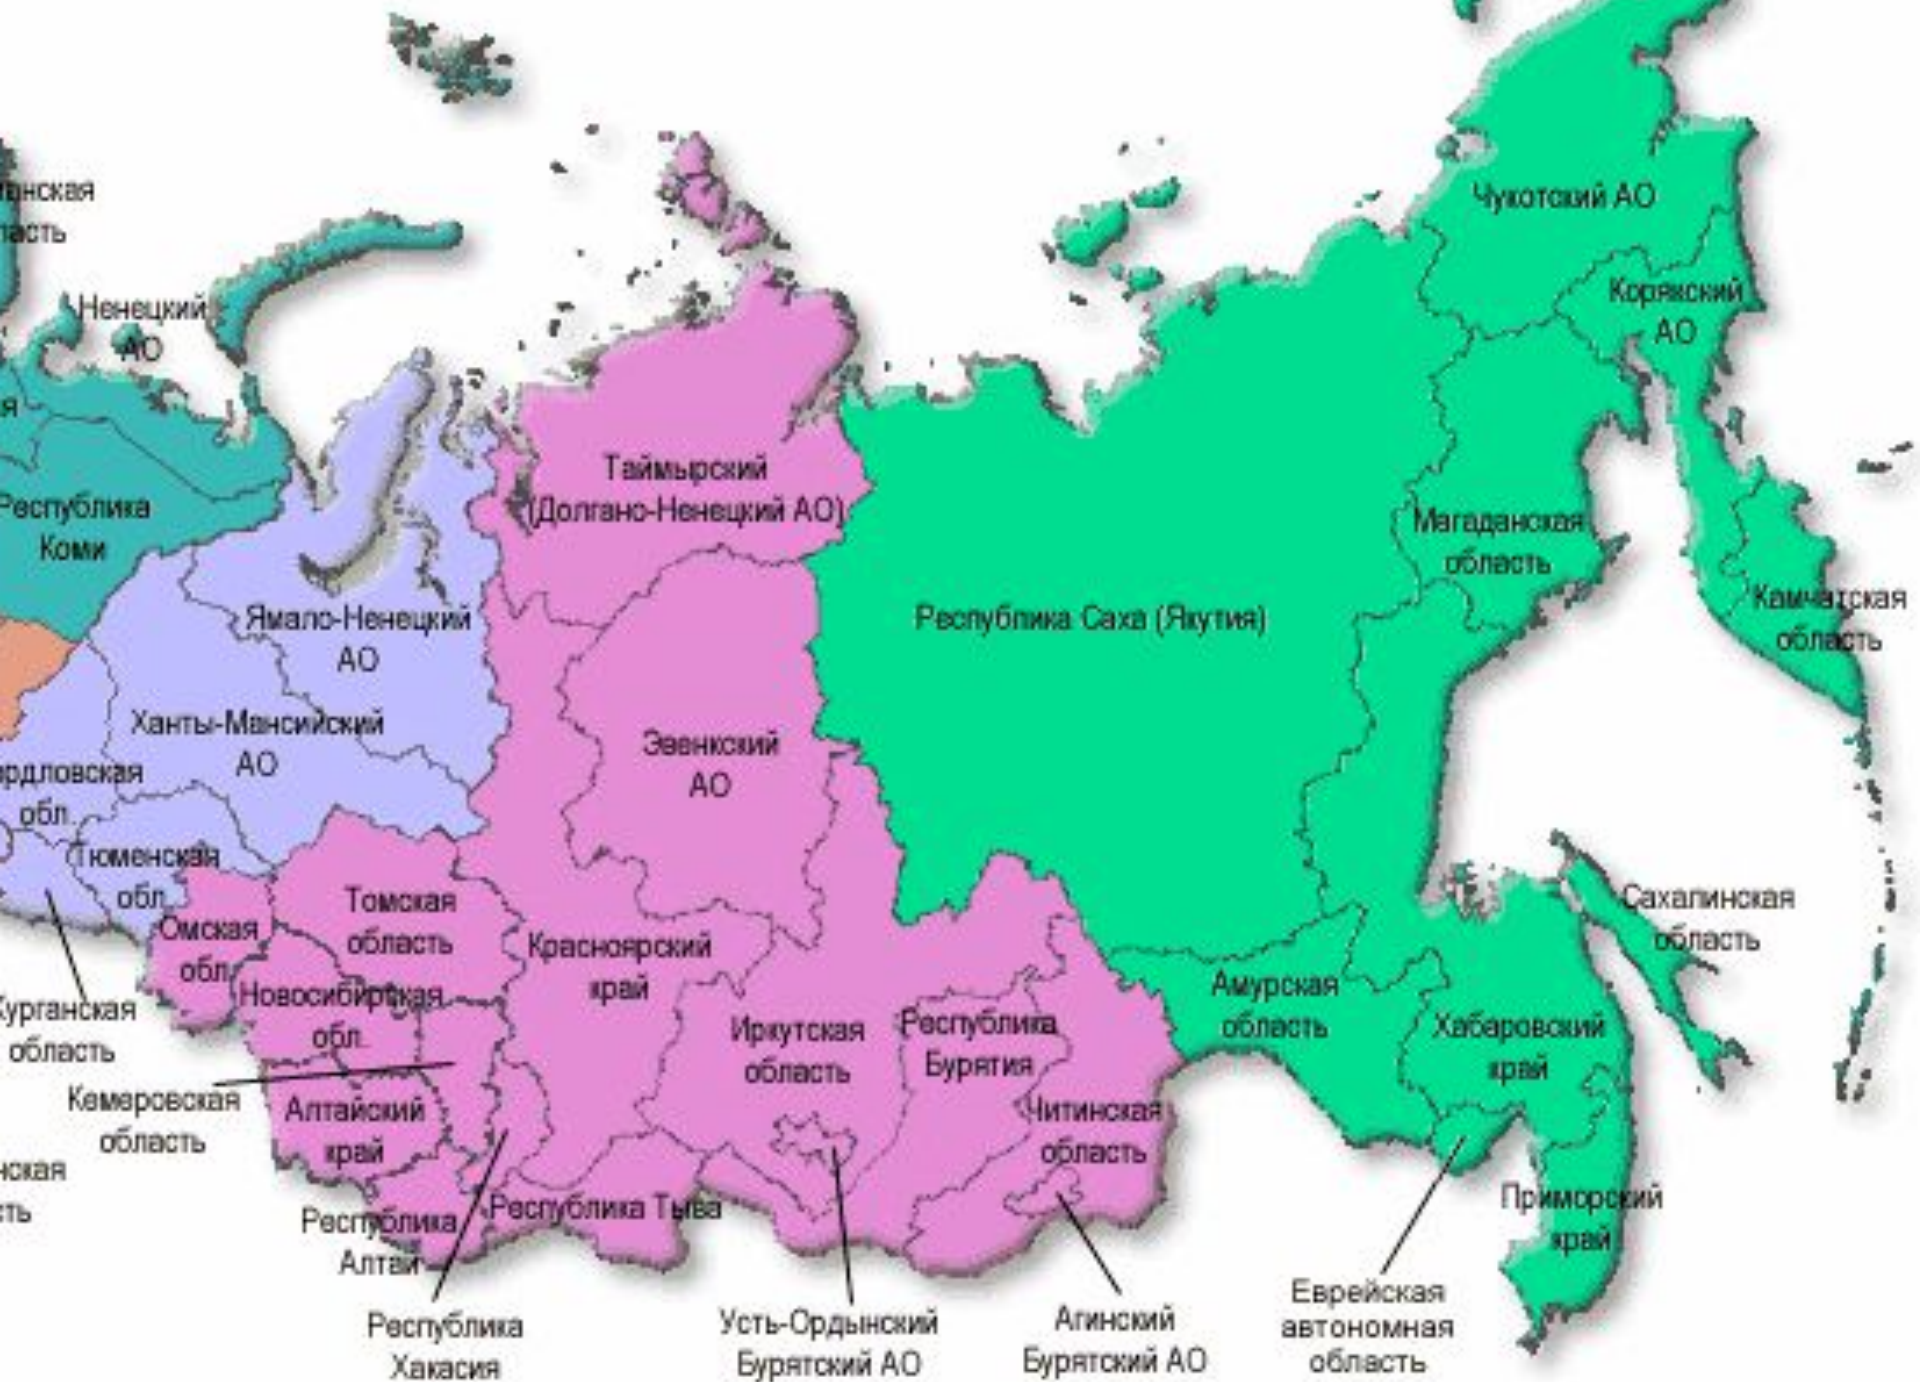 Чукотский АО
Корякский
АО
Ненецкий
АО
Таймырский
(Долгано-Ненецкий АО)
Магаданская
область
Республика
Коми
Камчатская
область
Ямало-Ненецкий
АО
Республика Саха (Якутия)
Ханты-Мансийский
АО
Эвенкский
АО
обл.
Тюменская
обл.
Омская
обл.
Томская
область
Красноярский
край
Сахалинская
область
Новосибирская
обл.
Курганская
область
Иркутская
область
Республика
Бурятия
Амурская
область
Хабаровский
край
Кемеровская
область
Алтайский
край
Читинская
область
Республика
Алтай
Республика Тыва
Приморский
край
Республика
Хакасия
Усть-Ордынский
Бурятский АО
Агинский
Бурятский АО
Еврейская
автономная
область